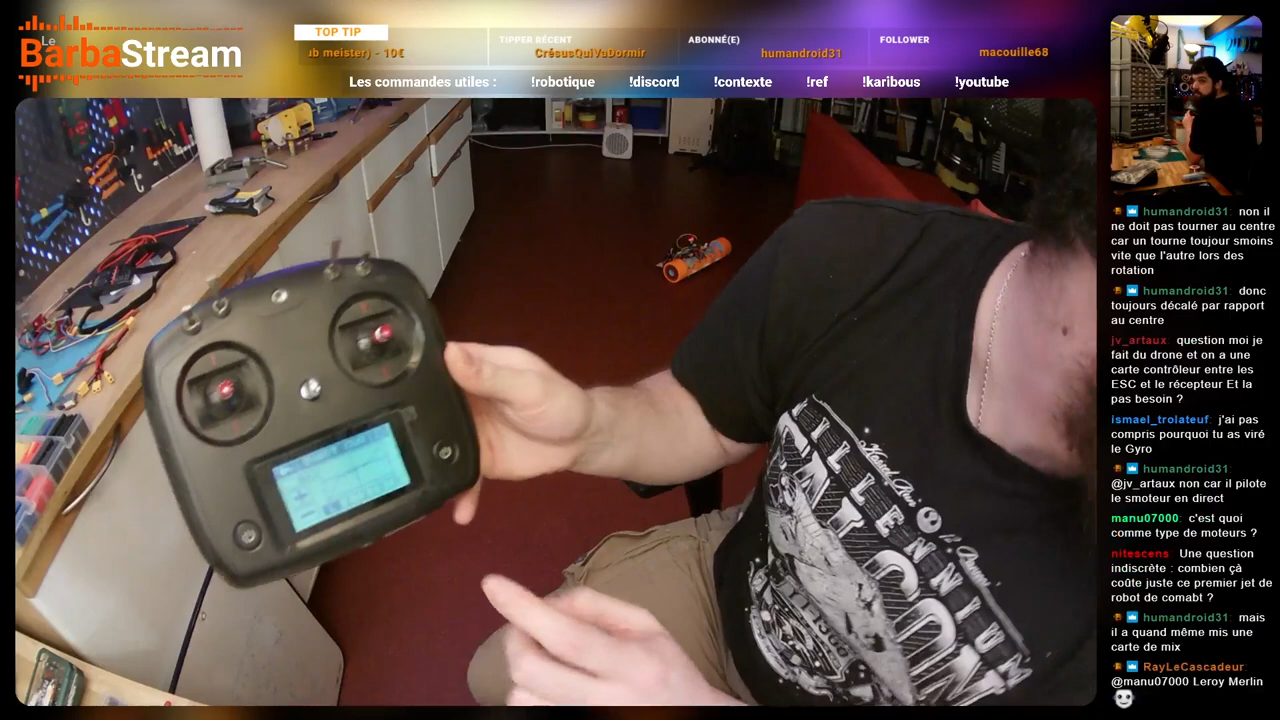 Le
BarbaStream
TOP TIP
ub meister) - 10€
TIPPER RÉCENT
CrésusQuiVaDormir
ABONNÉ(E)
humandroid31
FOLLOWER
macouille68
Les commandes utiles : !robotique !discord !contexte !ref !karibous !youtube
humandroid31: non il
ne doit pas tourner au centre
car un tourne toujour smoins
vite que l'autre lors des
rotation
humandroid31: donc
toujours décalé par rapport
au centre
jv_artaux: question moi je
fait du drone et on a une
carte contrôleur entre les
ESC et le récepteur Et la
pas besoin ?
ismael_trolateuf: j'ai pas
compris pourquoi tu as viré
le Gyro
humandroid31:
@jv_artaux non car il pilote
le smoteur en direct
manu07000: c'est quoi
comme type de moteurs ?
nitescens: Une question
indiscrète : combien çà
coûte juste ce premier jet de
robot de comabt ?
humandroid31: mais
il a quand même mis une
carte de mix
RayLeCascadeur:
@manu07000 Leroy Merlin
MILLENNIUM
FALCON